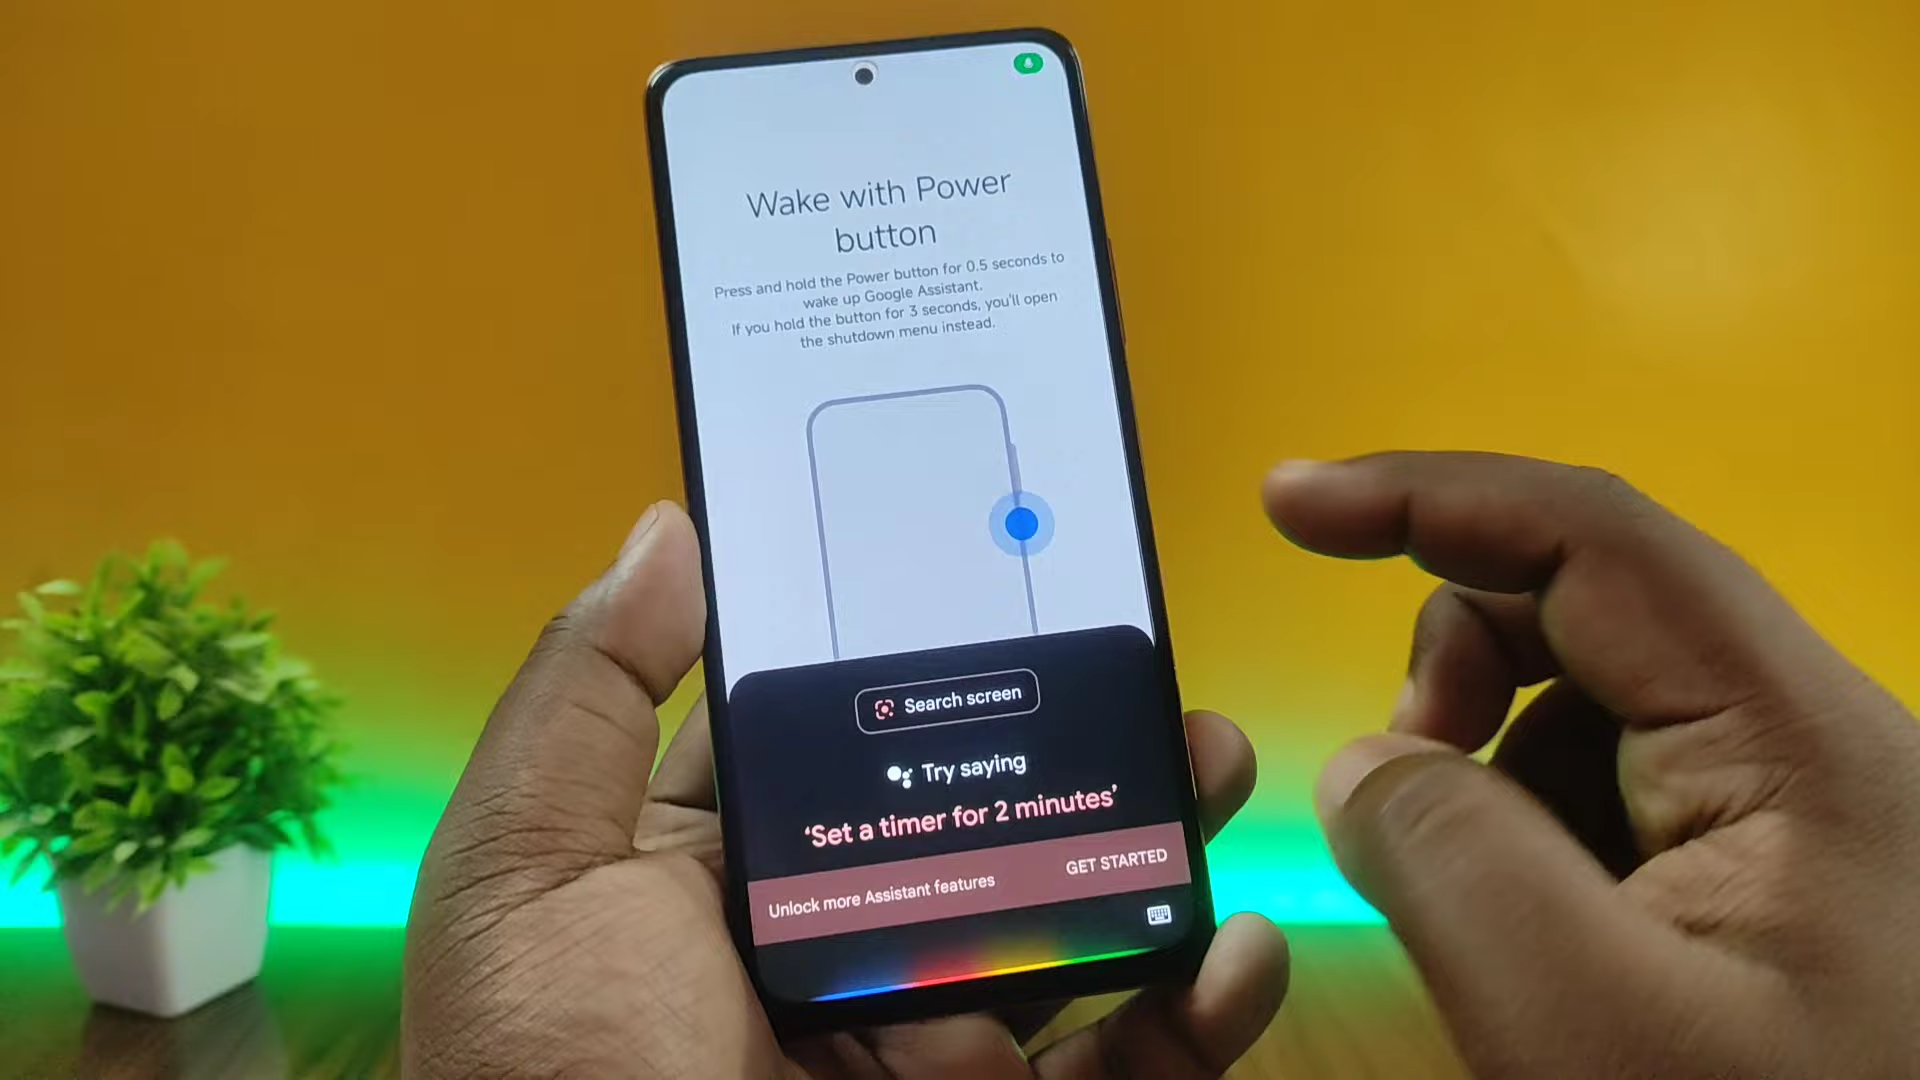 Wake with Power
button
Press and hold the Power button for 0.5 seconds to
wake up Google Assistant.
If you hold the button for 3 seconds, you'll open
the shutdown menu instead.
Search screen
Try saying
‘Set a timer for 2 minutes’
Unlock more Assistant features GET STARTED